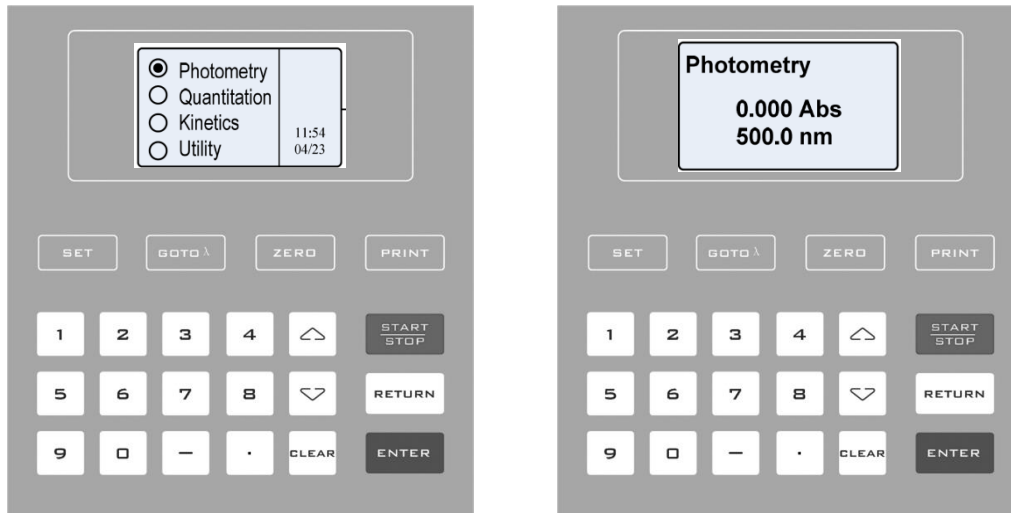 Photometry
Quantitation
Kinetics
Utility
11:54
04/23
SET GOTO λ ZERO PRINT
1 2 3 4 START STOP
5 6 7 8 RETURN
9 0 – . CLEAR ENTER
Photometry
0.000 Abs
500.0 nm
SET GOTO λ ZERO PRINT
1 2 3 4 START STOP
5 6 7 8 RETURN
9 0 – . CLEAR ENTER